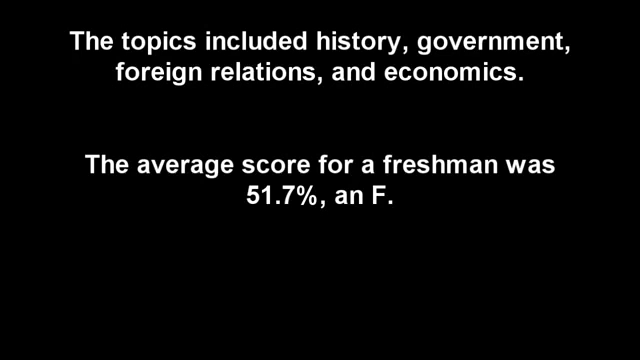 The topics included history, government,
foreign relations, and economics.
The average score for a freshman was
51.7%, an F.